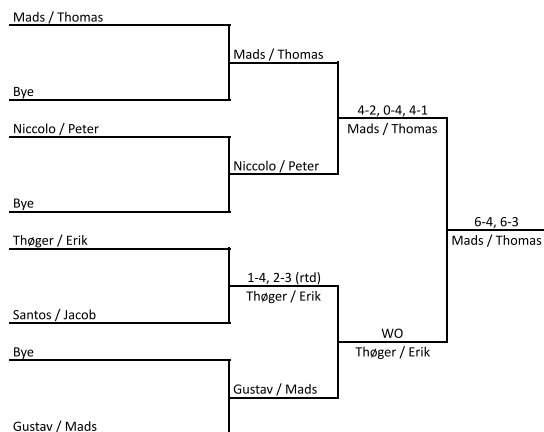 Mads / Thomas
Mads / Thomas
Bye
4-2, 0-4, 4-1
Mads / Thomas
Niccolo / Peter
Niccolo / Peter
Bye
6-4, 6-3
Mads / Thomas
Thøger / Erik
1-4, 2-3 (rtd)
Thøger / Erik
Santos / Jacob
WO
Thøger / Erik
Bye
Gustav / Mads
Gustav / Mads